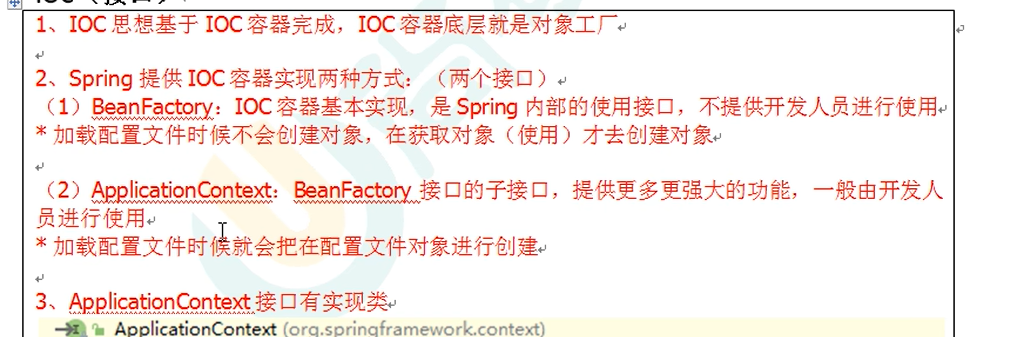 IOC（接口）
1、IOC 思想基于 IOC 容器完成，IOC 容器底层就是对象工厂
2、Spring 提供 IOC 容器实现两种方式：（两个接口）
（1）BeanFactory：IOC 容器基本实现，是 Spring 内部的使用接口，不提供开发人员进行使用
* 加载配置文件时候不会创建对象，在获取对象（使用）才去创建对象
（2）ApplicationContext：BeanFactory 接口的子接口，提供更多更强大的功能，一般由开发人
员进行使用
* 加载配置文件时候就会把在配置文件对象进行创建
3、ApplicationContext 接口有实现类
ApplicationContext (org.springframework.context)